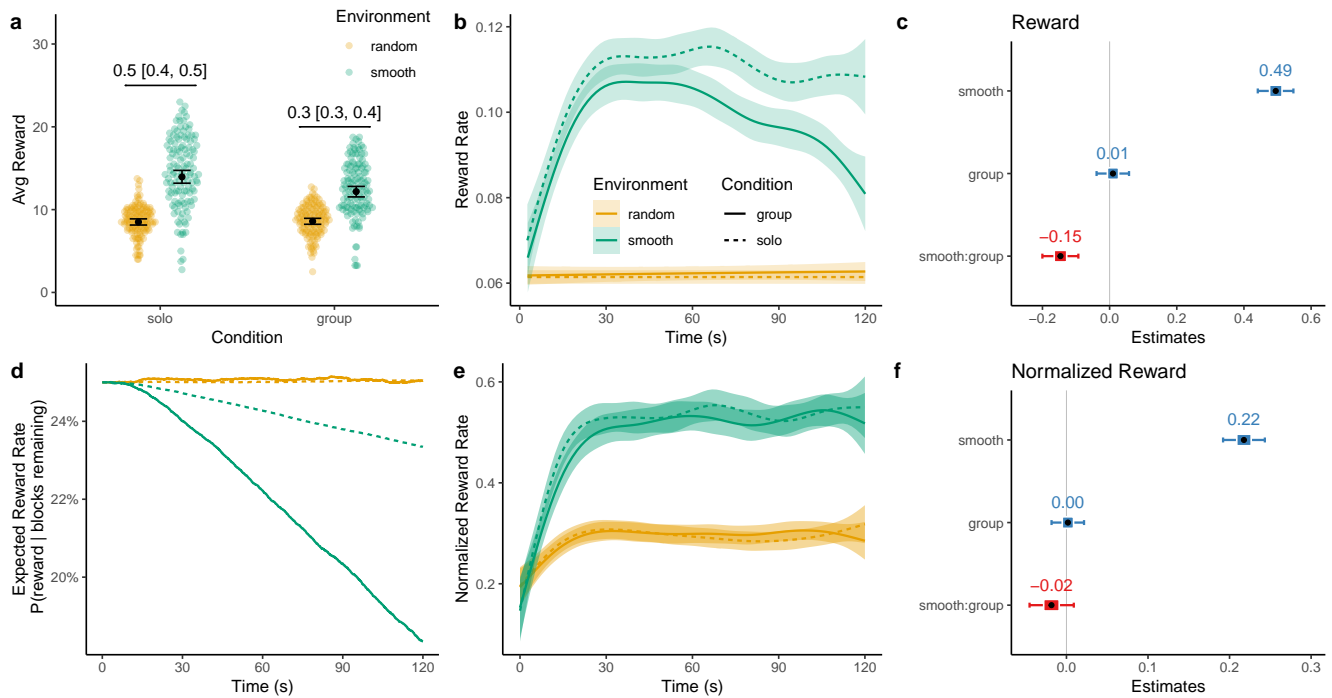 a
Environment
random
smooth
0.5 [0.4, 0.5]
0.3 [0.3, 0.4]
Avg Reward
30
20
10
0
solo
group
Condition
b
Reward Rate
0.12
0.10
0.08
0.06
Environment
random
smooth
Condition
group
solo
0
30
60
90
120
Time (s)
c
Reward
smooth
group
smooth:group
0.49
0.01
−0.15
−0.2
0.0
0.2
0.4
0.6
Estimates
d
Expected Reward Rate
P(reward | blocks remaining)
24%
22%
20%
0
30
60
90
120
Time (s)
e
Normalized Reward Rate
0.6
0.4
0.2
0
30
60
90
120
Time (s)
f
Normalized Reward
smooth
group
smooth:group
0.22
0.00
−0.02
0.0
0.1
0.2
0.3
Estimates